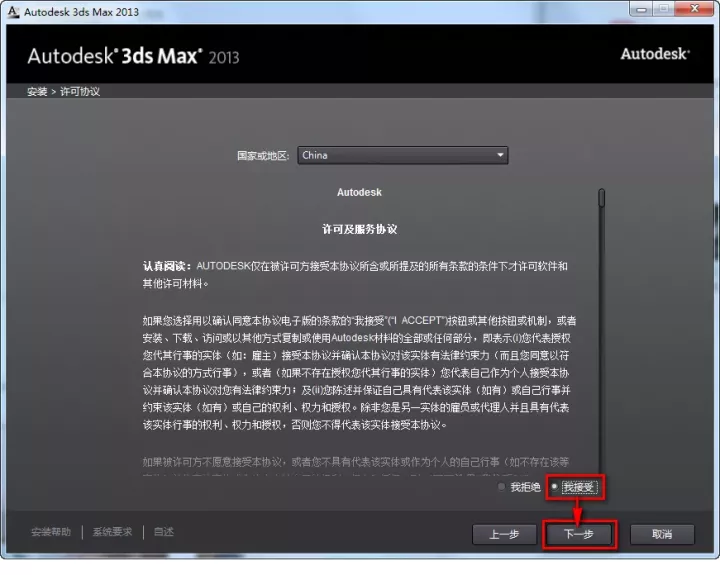 Autodesk 3ds Max 2013
Autodesk® 3ds Max® 2013
Autodesk®
安装 > 许可协议
国家或地区: China
Autodesk
许可及服务协议
认真阅读：AUTODESK仅在被许可方接受本协议所含或所提及的所有条款的条件下才许可软件和
其他许可材料。
如果您选择用以确认同意本协议电子版的条款的“我接受”(“I ACCEPT”)按钮或其他按钮或机制，或者
安装、下载、访问或以其他方式复制或使用Autodesk材料的全部或任何部分，即表示(i)您代表授权
您代其行事的实体（如：雇主）接受本协议并确认本协议对该实体有法律约束力（而且您同意以符
合本协议的方式行事），或者（如果不存在授权您代其行事的实体）您代表自己作为个人接受本协
议并确认本协议对您有法律约束力；及(ii)您陈述并保证自己具有代表该实体（如有）或自己行事并
约束该实体（如有）或自己的权利、权力和授权。除非您是另一实体的雇员或代理人并且具有代表
该实体行事的权利、权力和授权，否则您不得代表该实体接受本协议。
如果被许可方不愿意接受本协议，或者您不具有代表该实体或作为个人的自己行事（如不存在该等
我拒绝 我接受
安装帮助 系统要求 自述
上一步 下一步 取消